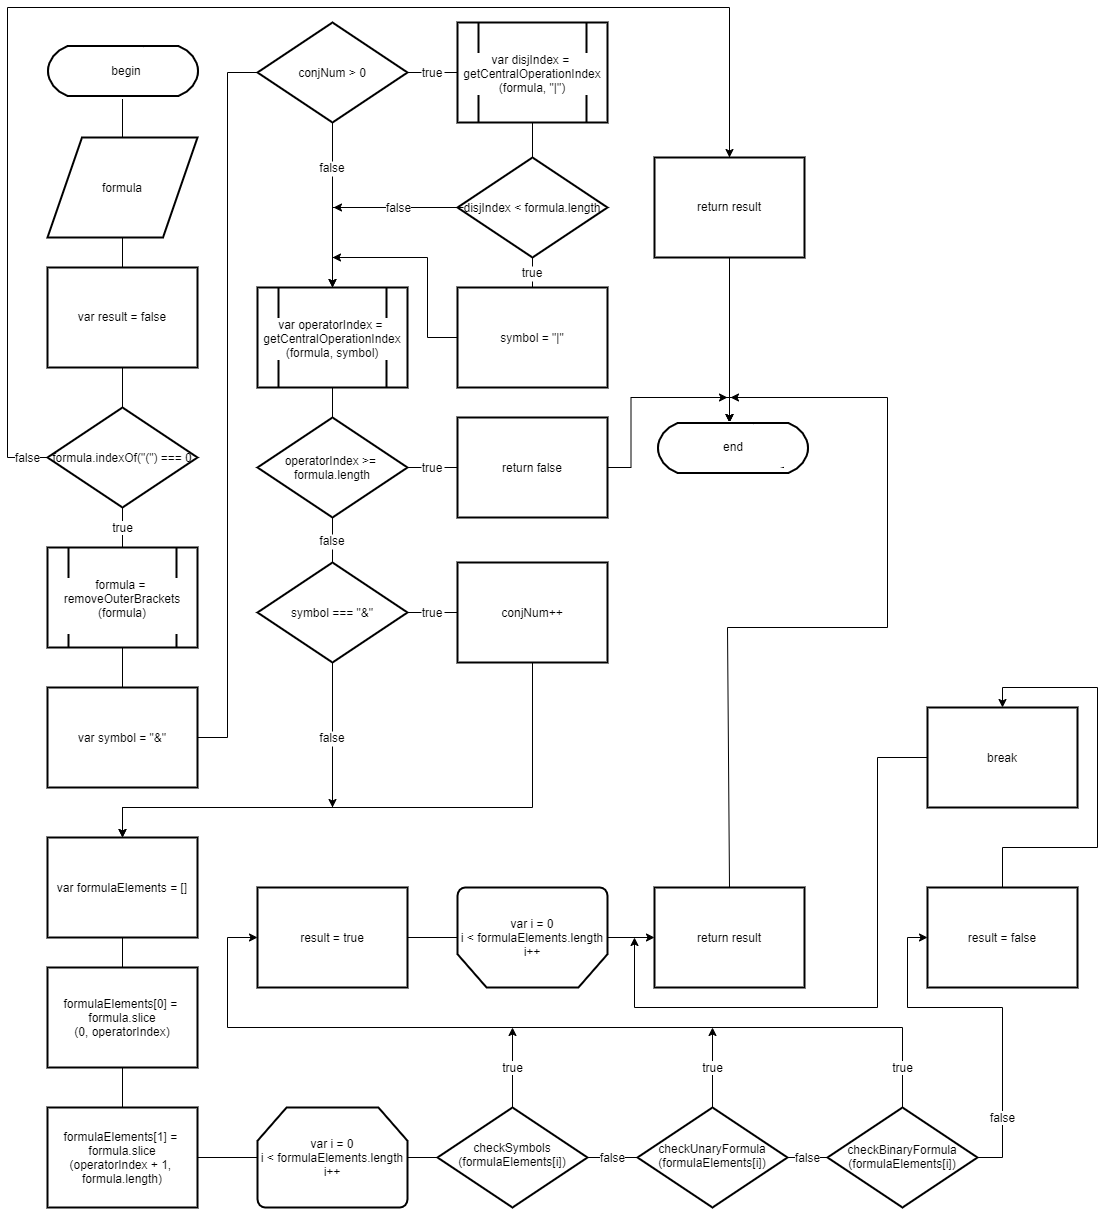 begin
formula
var result = false
formula.indexOf("(") === 0
false
true
formula =
removeOuterBrackets
(formula)
var symbol = "&"
conjNum > 0
true
false
var disjIndex =
getCentralOperationIndex
(formula, "|")
disjIndex < formula.length
false
true
symbol = "|"
var operatorIndex =
getCentralOperationIndex
(formula, symbol)
operatorIndex >=
formula.length
true
false
return false
symbol === "&"
true
false
conjNum++
return result
end
var formulaElements = []
formulaElements[0] =
formula.slice
(0, operatorIndex)
formulaElements[1] =
formula.slice
(operatorIndex + 1,
formula.length)
var i = 0
i < formulaElements.length
i++
checkSymbols
(formulaElements[i])
true
false
checkUnaryFormula
(formulaElements[i])
true
false
checkBinaryFormula
(formulaElements[i])
true
false
result = true
var i = 0
i < formulaElements.length
i++
return result
result = false
break